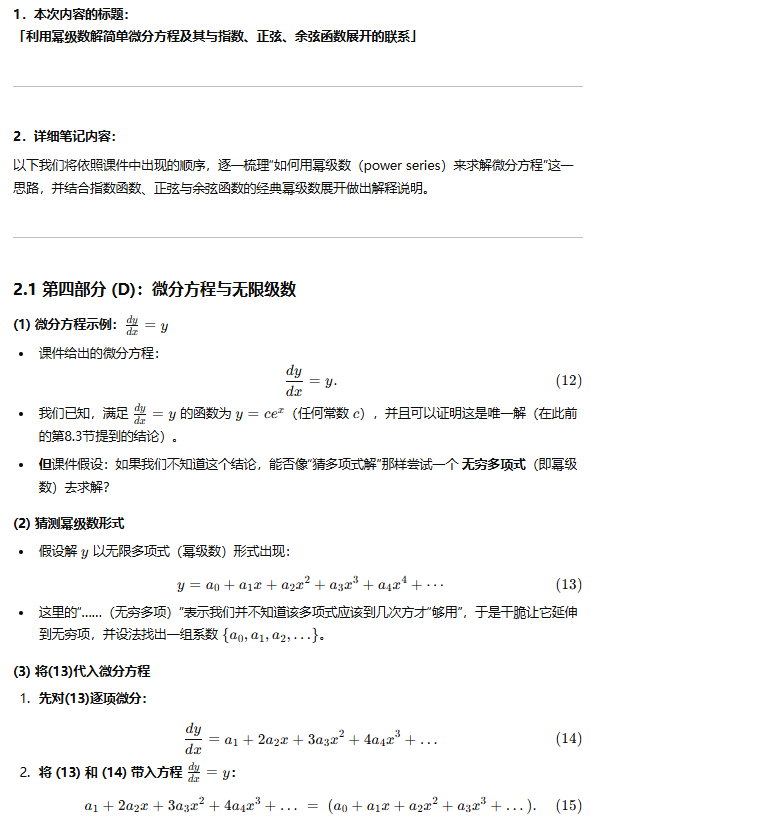 1. 本次内容的标题：
「利用幂级数解简单微分方程及其与指数、正弦、余弦函数展开的联系」
2. 详细笔记内容：
以下我们将依照课件中出现的顺序，逐一梳理“如何用幂级数（power series）来求解微分方程”这一
思路，并结合指数函数、正弦与余弦函数的经典幂级数展开做出解释说明。
2.1 第四部分 (D)：微分方程与无限级数
(1) 微分方程示例：$\frac{dy}{dx} = y$
• 课件给出的微分方程：
$\frac{dy}{dx} = y.$ (12)
• 我们已知，满足 $\frac{dy}{dx} = y$ 的函数为 $y = ce^x$（任何常数 $c$），并且可以证明这是唯一解（在此前
的第8.3节提到的结论）。
• 但课件假设：如果我们不知道这个结论，能否像“猜多项式解”那样尝试一个 无穷多项式（即幂级
数）去求解？
(2) 猜测幂级数形式
• 假设解 $y$ 以无限多项式（幂级数）形式出现：
$y = a_0 + a_1x + a_2x^2 + a_3x^3 + a_4x^4 + \cdots$ (13)
• 这里的“……（无穷多项）”表示我们并不知道该多项式应该到几次方才“够用”，于是干脆让它延伸
到无穷项，并设法找出一组系数 $\{a_0, a_1, a_2, \ldots\}$。
(3) 将(13)代入微分方程
1. 先对(13)逐项微分：
$\frac{dy}{dx} = a_1 + 2a_2x + 3a_3x^2 + 4a_4x^3 + \ldots$ (14)
2. 将 (13) 和 (14) 带入方程 $\frac{dy}{dx} = y$：
$a_1 + 2a_2x + 3a_3x^2 + 4a_4x^3 + \ldots = (a_0 + a_1x + a_2x^2 + a_3x^3 + \ldots).$ (15)